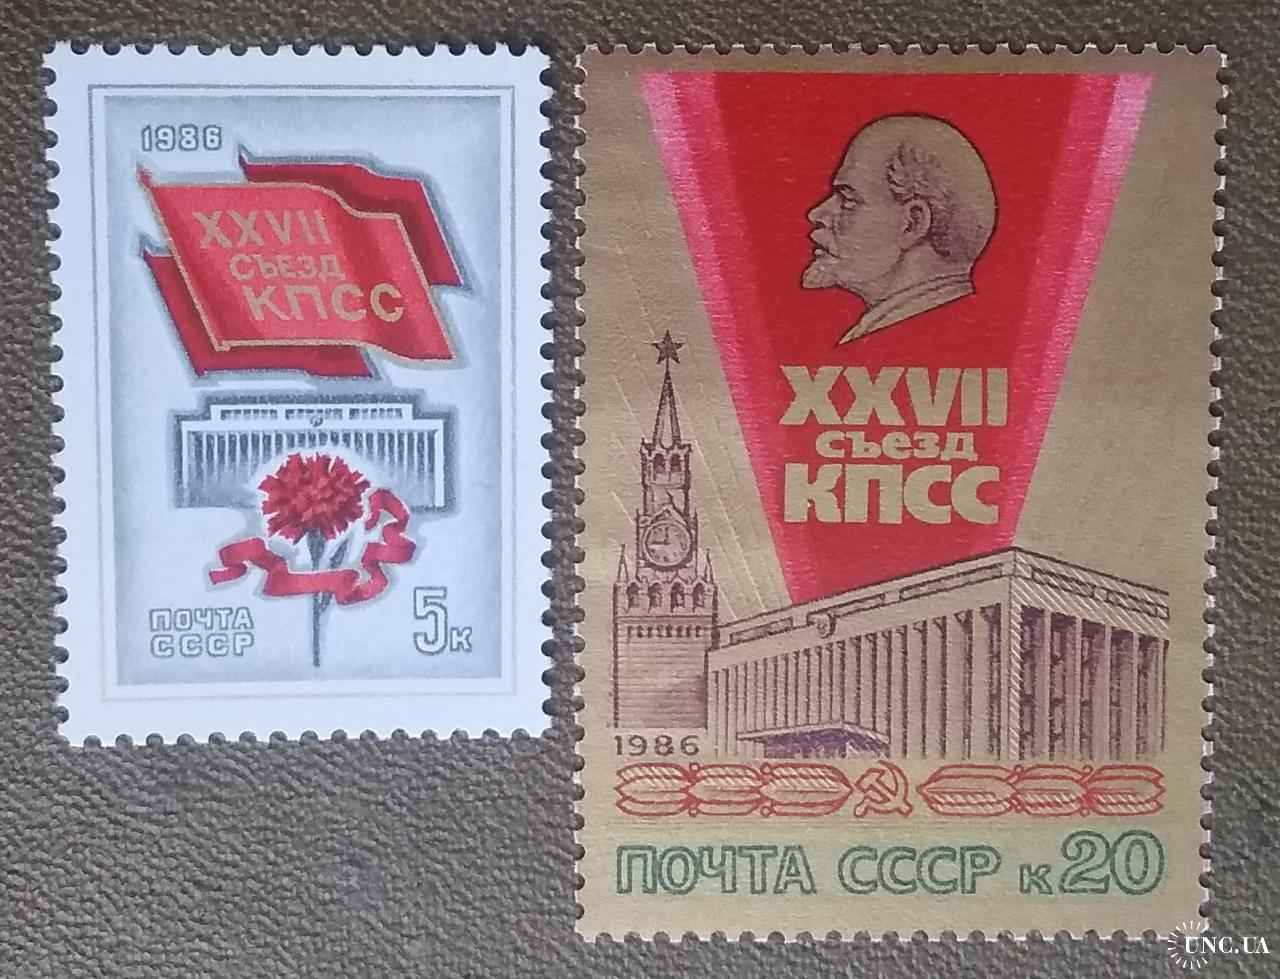 1986
XXVII
СЪЕЗД
КПСС
ПОЧТА
СССР
5к
XXVII
съезд
КПСС
1986
ПОЧТА СССР к20
UNC.UA